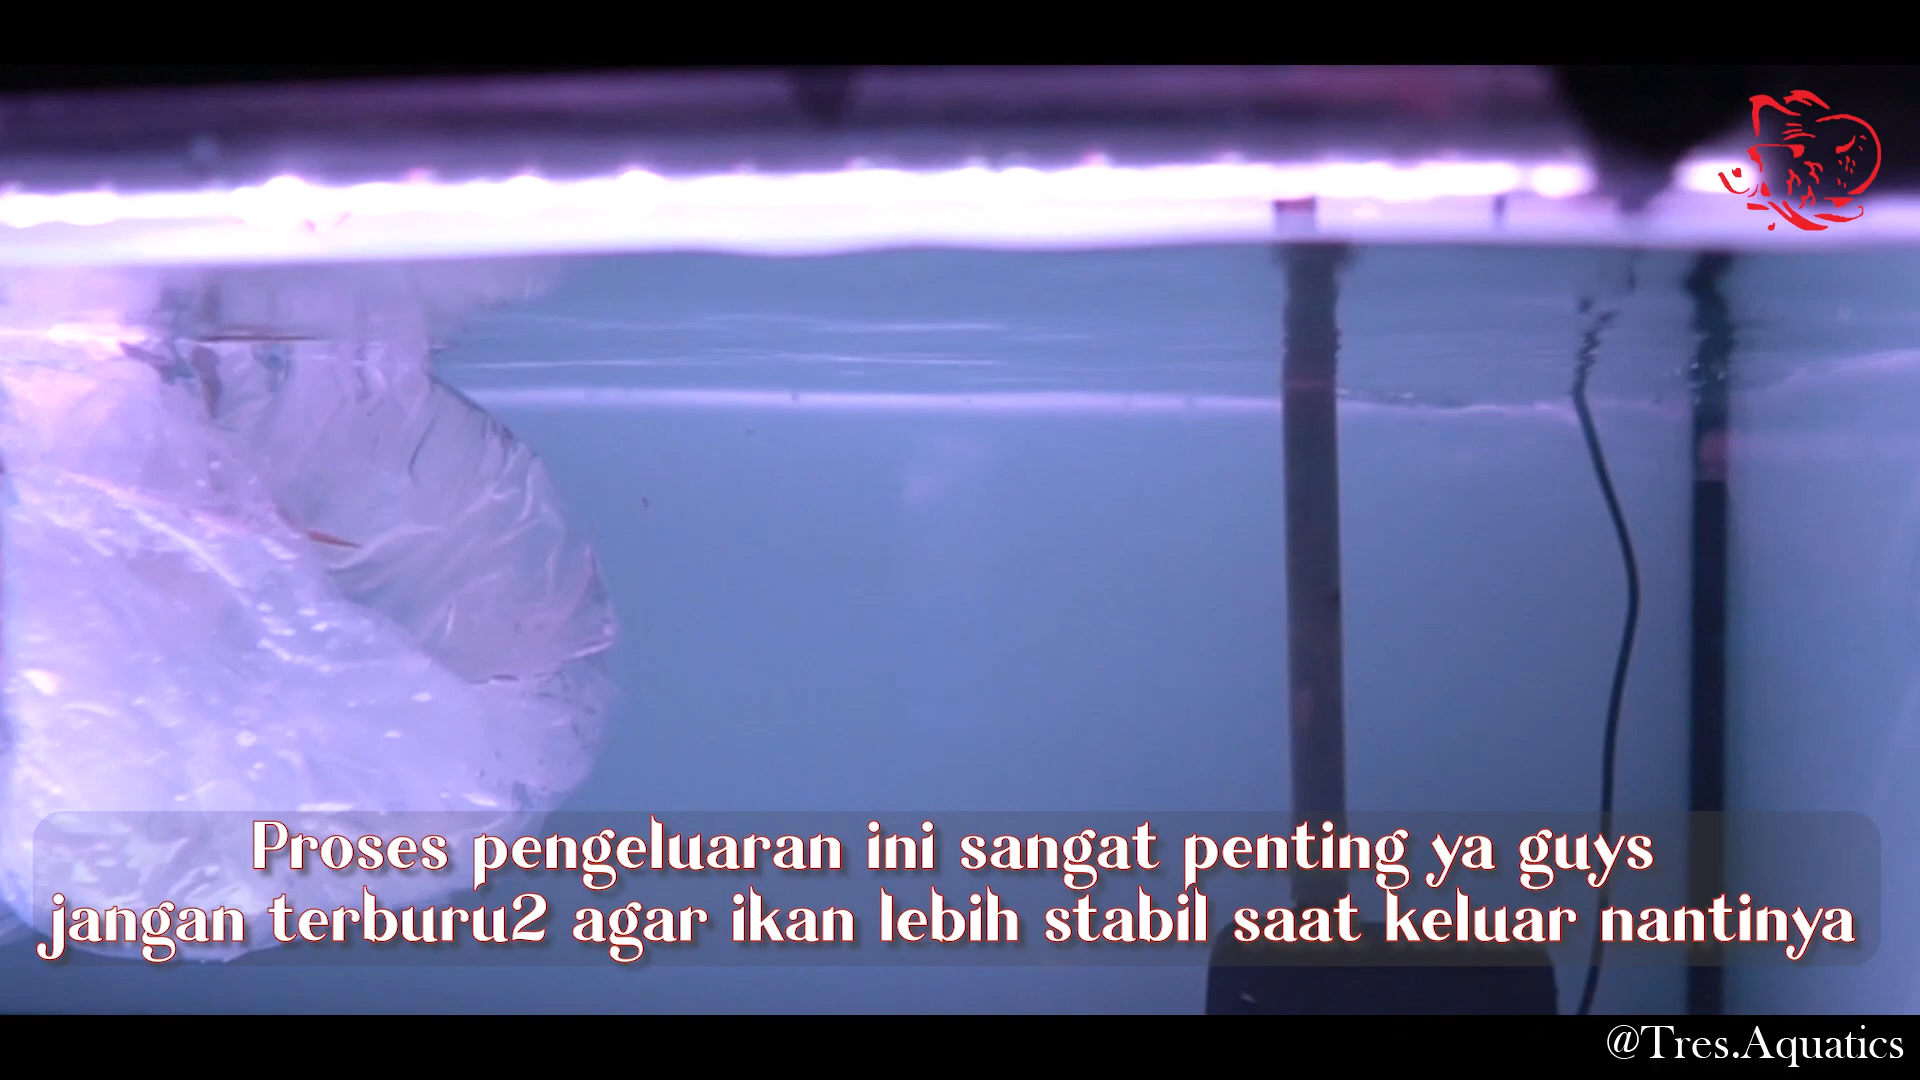 Proses pengeluaran ini sangat penting ya guys
jangan terburu2 agar ikan lebih stabil saat keluar nantinya
@Tres.Aquatics